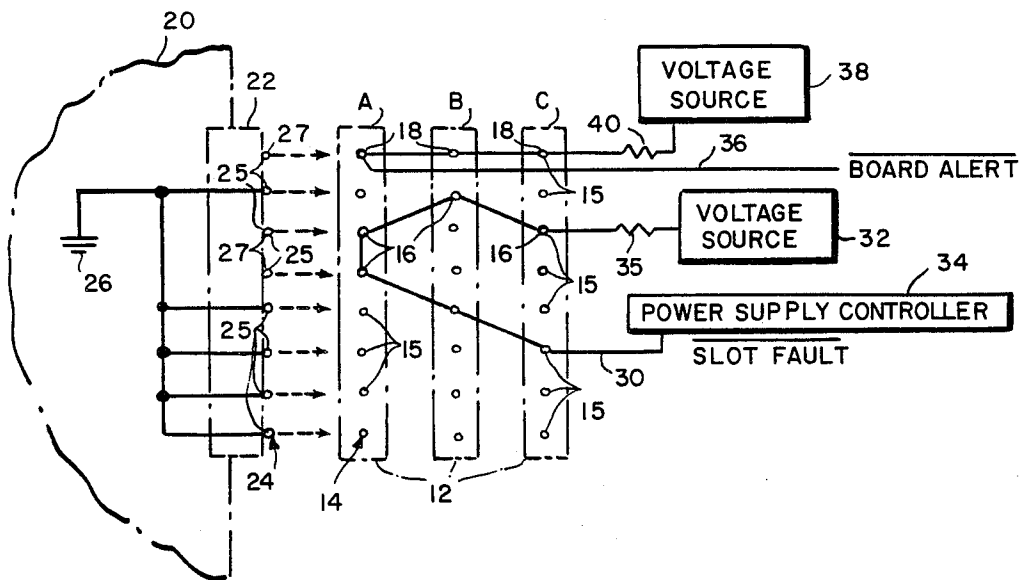 20
22
27
A
B
C
18
18
VOLTAGE
SOURCE
38
40
36
BOARD ALERT
25
15
27
25
16
16
VOLTAGE
SOURCE
32
35
26
15
34
POWER SUPPLY CONTROLLER
SLOT FAULT
25
15
30
15
24
14
12